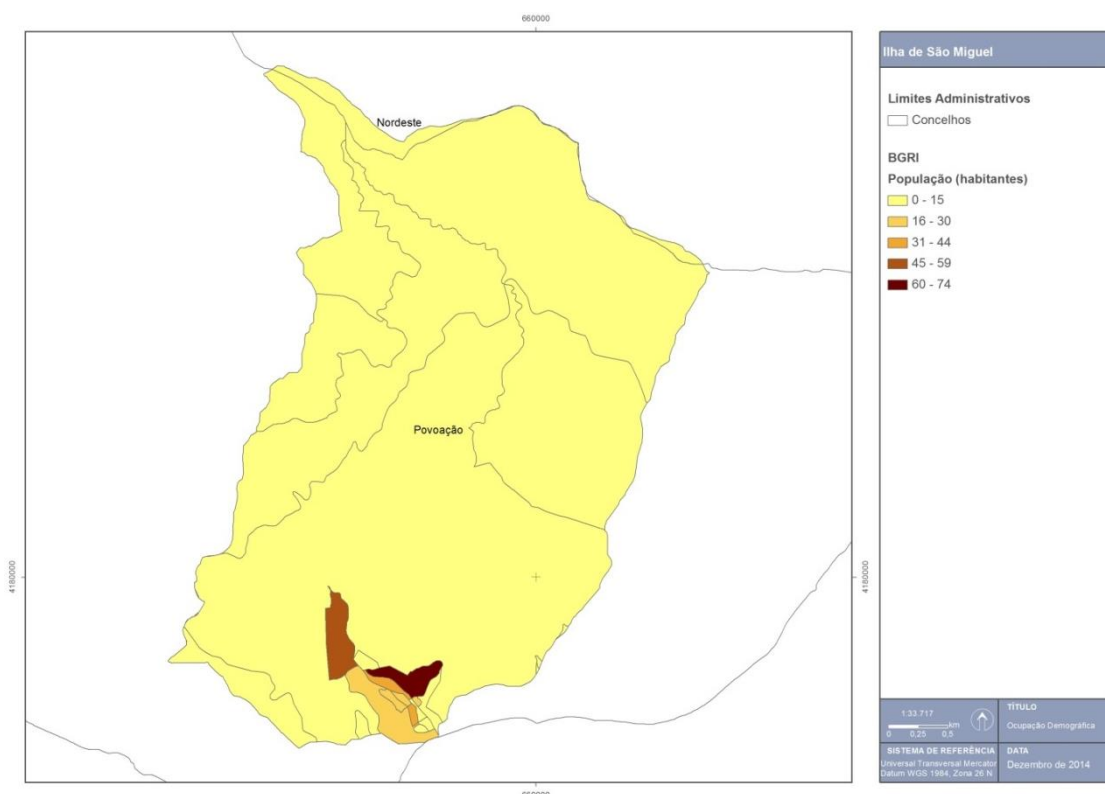 660000
Nordeste
Povoação
4180000
4180000
Ilha de São Miguel
Limites Administrativos
Concelhos
BGRI
População (habitantes)
0 - 15
16 - 30
31 - 44
45 - 59
60 - 74
1:33.717
km
0 0,25 0,5
TÍTULO
Ocupação Demográfica
SISTEMA DE REFERÊNCIA
Universal Transversal Mercator
Datum WGS 1984, Zona 26 N
DATA
Dezembro de 2014
660000